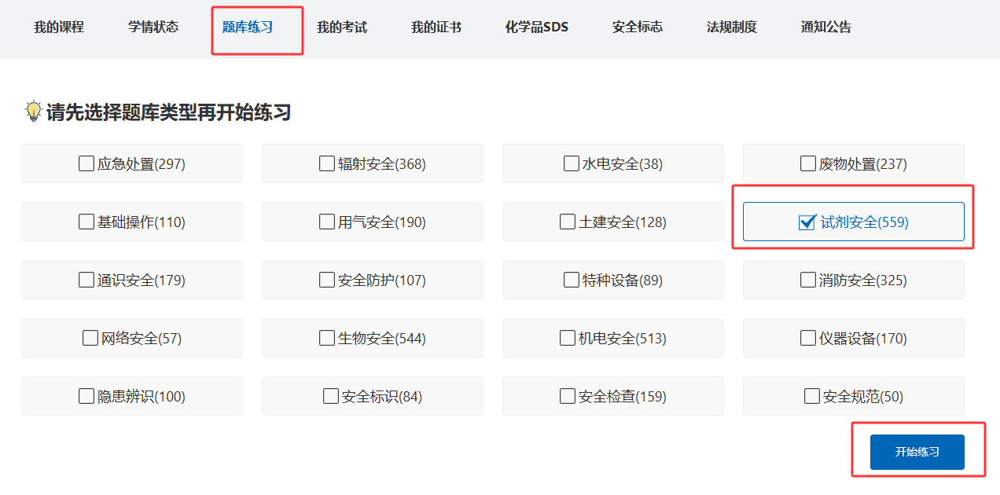 我的课程 学情状态 题库练习 我的考试 我的证书 化学品SDS 安全标志 法规制度 通知公告
请先选择题库类型再开始练习
应急处置(297) 辐射安全(368) 水电安全(38) 废物处置(237)
基础操作(110) 用气安全(190) 土建安全(128) 试剂安全(559)
通识安全(179) 安全防护(107) 特种设备(89) 消防安全(325)
网络安全(57) 生物安全(544) 机电安全(513) 仪器设备(170)
隐患辨识(100) 安全标识(84) 安全检查(159) 安全规范(50)
开始练习